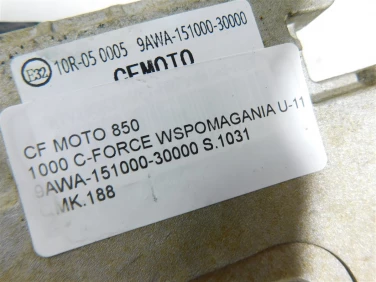 E32 10R-05 0005 9AWA-151000-30000
CFMOTO
CF MOTO 850
1000 C-FORCE WSPOMAGANIA U-11
9AWA-151000-30000 S.1031
MK.188